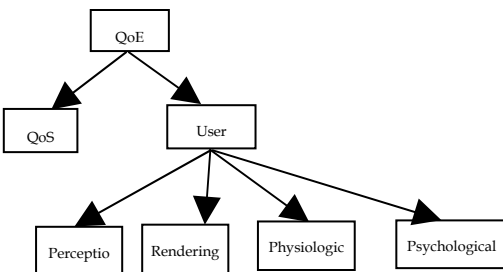 QoE
QoS
User
Perceptio
Rendering
Physiologic
Psychological